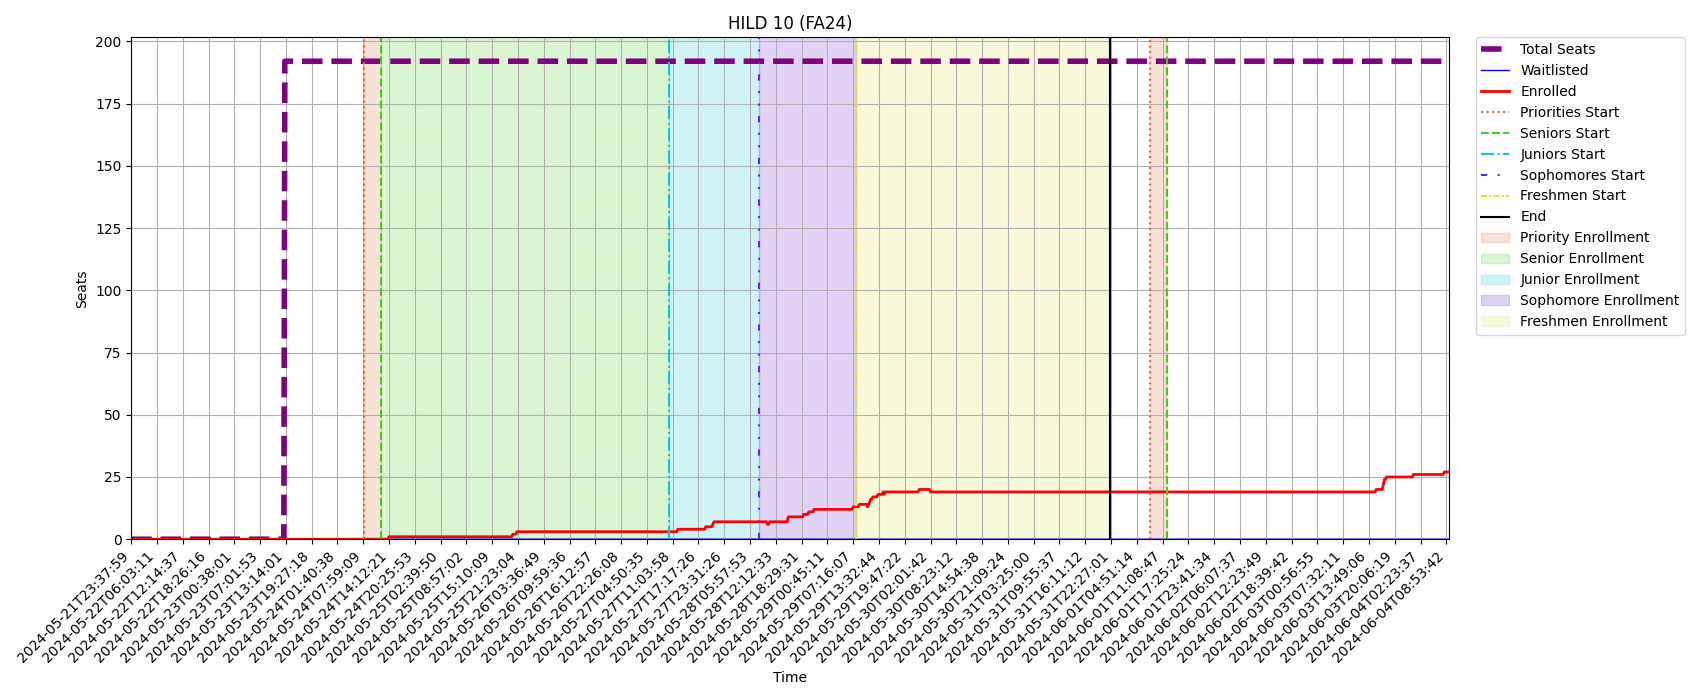 HILD 10 (FA24)
200
175
150
125
100
75
50
25
0
Seats
2024-05-21T23:37:59
2024-05-22T06:03:11
2024-05-22T12:14:37
2024-05-22T18:26:16
2024-05-23T00:38:01
2024-05-23T07:01:53
2024-05-23T13:14:01
2024-05-23T19:27:18
2024-05-24T01:40:38
2024-05-24T07:59:09
2024-05-24T14:12:21
2024-05-24T20:25:53
2024-05-25T02:39:50
2024-05-25T08:57:02
2024-05-25T15:10:09
2024-05-25T21:23:04
2024-05-26T03:36:49
2024-05-26T09:59:36
2024-05-26T16:12:57
2024-05-26T22:26:08
2024-05-27T04:50:35
2024-05-27T11:03:58
2024-05-27T17:17:26
2024-05-27T23:31:26
2024-05-28T05:57:53
2024-05-28T12:12:33
2024-05-28T18:29:31
2024-05-29T00:45:11
2024-05-29T07:16:07
2024-05-29T13:32:44
2024-05-29T19:47:22
2024-05-30T02:01:42
2024-05-30T08:23:12
2024-05-30T14:54:38
2024-05-30T21:09:24
2024-05-31T03:25:00
2024-05-31T09:55:37
2024-05-31T16:11:12
2024-05-31T22:27:01
2024-06-01T04:51:14
2024-06-01T11:08:47
2024-06-01T17:25:24
2024-06-01T23:41:34
2024-06-02T06:07:37
2024-06-02T12:23:49
2024-06-02T18:39:42
2024-06-03T00:56:55
2024-06-03T07:32:11
2024-06-03T13:49:06
2024-06-03T20:06:19
2024-06-04T02:23:37
2024-06-04T08:53:42
Time
Total Seats
Waitlisted
Enrolled
Priorities Start
Seniors Start
Juniors Start
Sophomores Start
Freshmen Start
End
Priority Enrollment
Senior Enrollment
Junior Enrollment
Sophomore Enrollment
Freshmen Enrollment